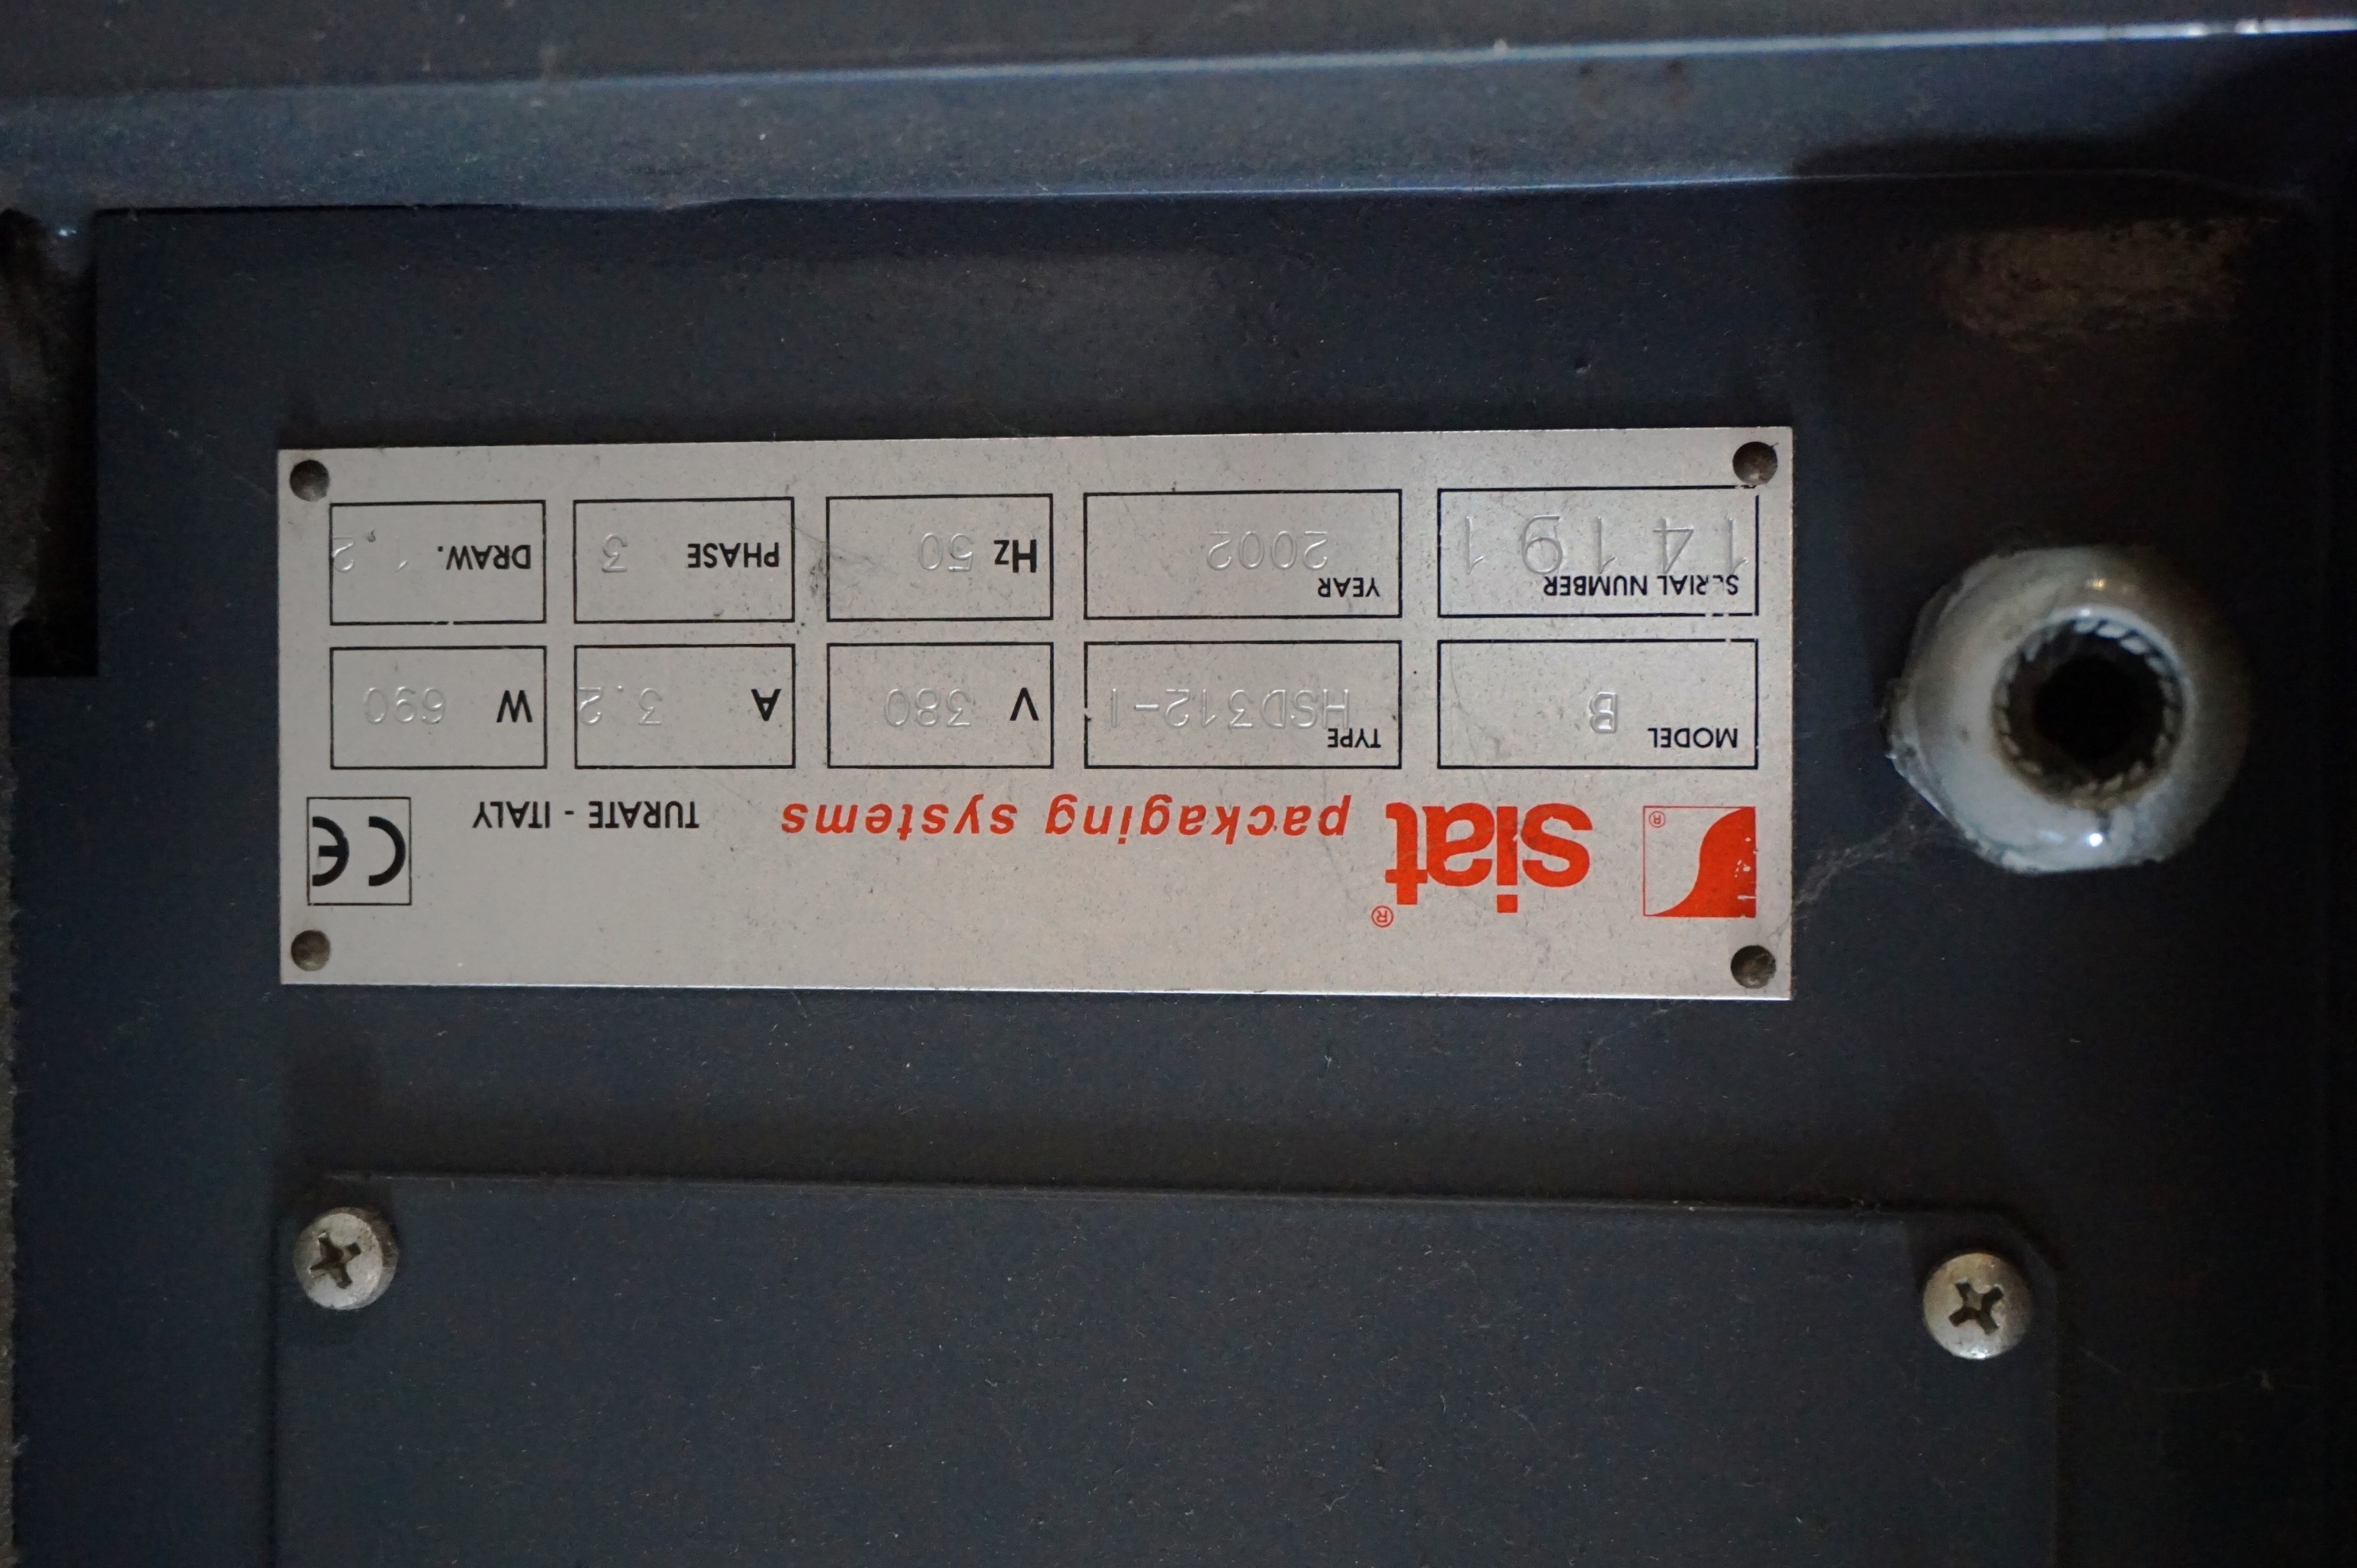 siat® packaging systems TURATE - ITALY CE
MODEL B TYPE HSD312-I V 380 A 3.2 W 690
SERIAL NUMBER 14191 YEAR 2002 Hz 50 PHASE 3 DRAW. 1,2